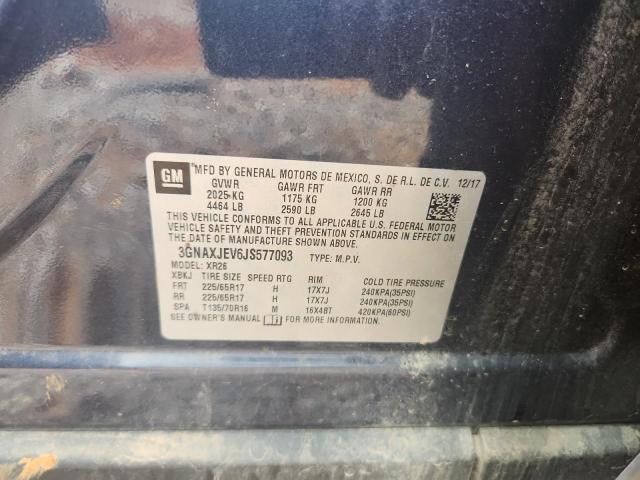 GM MFD BY GENERAL MOTORS DE MEXICO, S. DE R.L. DE C.V. 12/17
GVWR GAWR FRT GAWR RR
2025 KG 1175 KG 1200 KG
4464 LB 2590 LB 2645 LB
THIS VEHICLE CONFORMS TO ALL APPLICABLE U.S. FEDERAL MOTOR
VEHICLE SAFETY AND THEFT PREVENTION STANDARDS IN EFFECT ON THE
DATE OF MANUFACTURE SHOWN ABOVE.
3GNAXJEV6JS577093 TYPE: M.P.V.
MODEL: XR26
XBKJ TIRE SIZE SPEED RTG RIM COLD TIRE PRESSURE
FRT 225/65R17 H 17X7J 240KPA(35PSI)
RR 225/65R17 H 17X7J 240KPA(35PSI)
SPA T135/70R16 M 16X4BT 420KPA(60PSI)
SEE OWNER'S MANUAL FOR MORE INFORMATION.